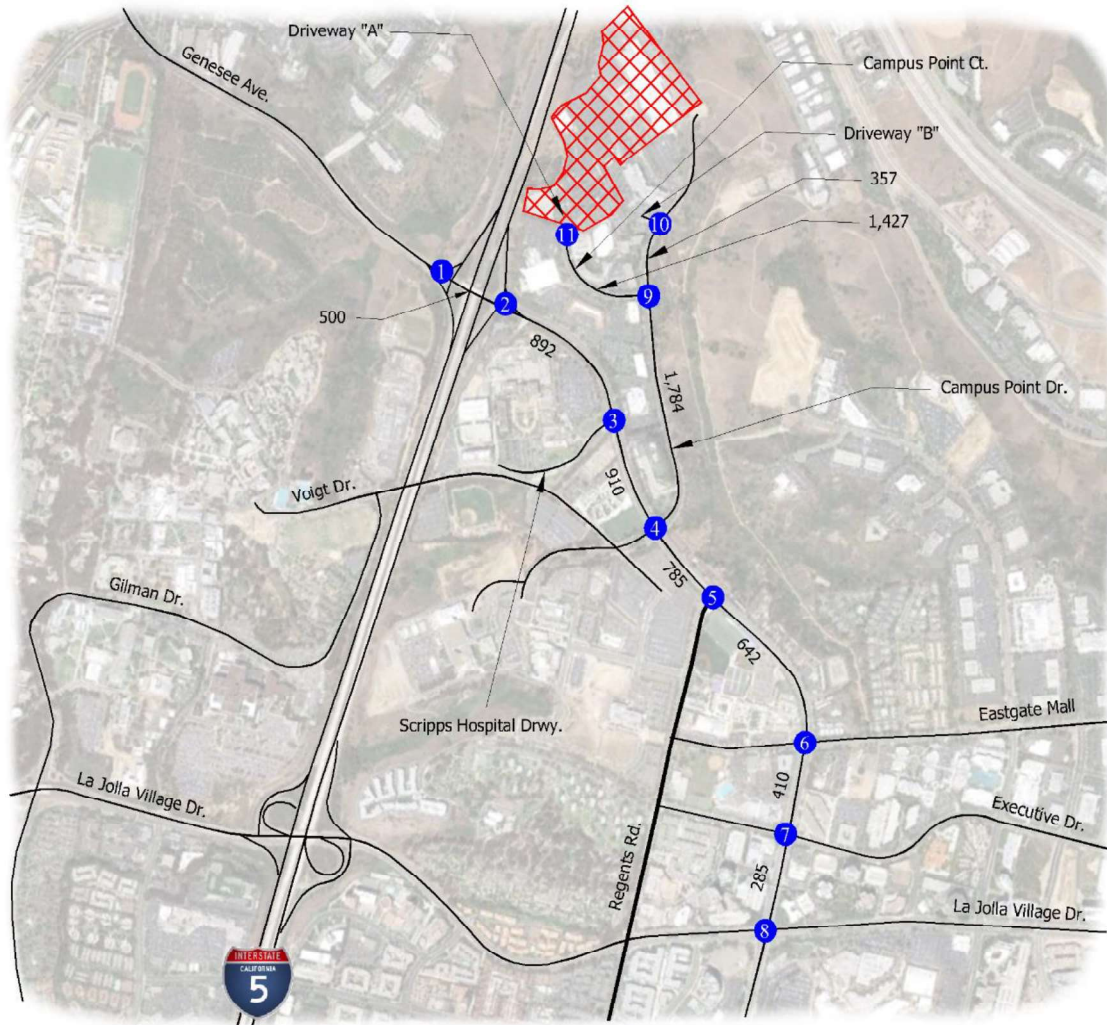 Driveway "A"
Genesee Ave.
Campus Point Ct.
Driveway "B"
357
1,427
11
10
1
9
2
500
892
1,784
Campus Point Dr.
3
Voigt Dr.
910
4
785
5
Gilman Dr.
642
Scripps Hospital Drwy.
Eastgate Mall
6
La Jolla Village Dr.
410
Executive Dr.
7
Regents Rd.
285
La Jolla Village Dr.
8
INTERSTATE
CALIFORNIA
5